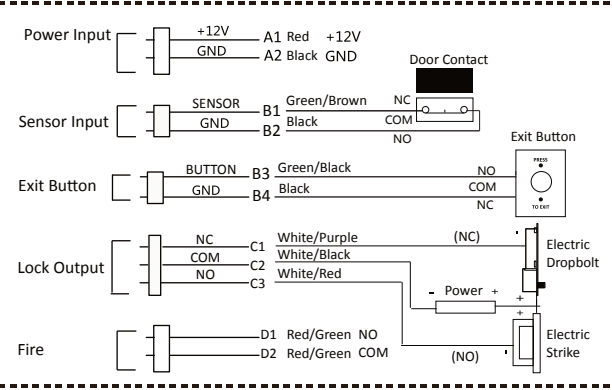 Power Input +12V A1 Red +12V
GND A2 Black GND
Door Contact
Sensor Input SENSOR B1 Green/Brown NC
GND B2 Black COM
NO
Exit Button
PRESS
Exit Button BUTTON B3 Green/Black NO
GND B4 Black COM
NC
TO EXIT
Lock Output NC C1 White/Purple (NC) Electric
COM C2 White/Black Dropbolt
NO C3 White/Red
- Power + +
+
Fire D1 Red/Green NO Electric
D2 Red/Green COM (NO) Strike